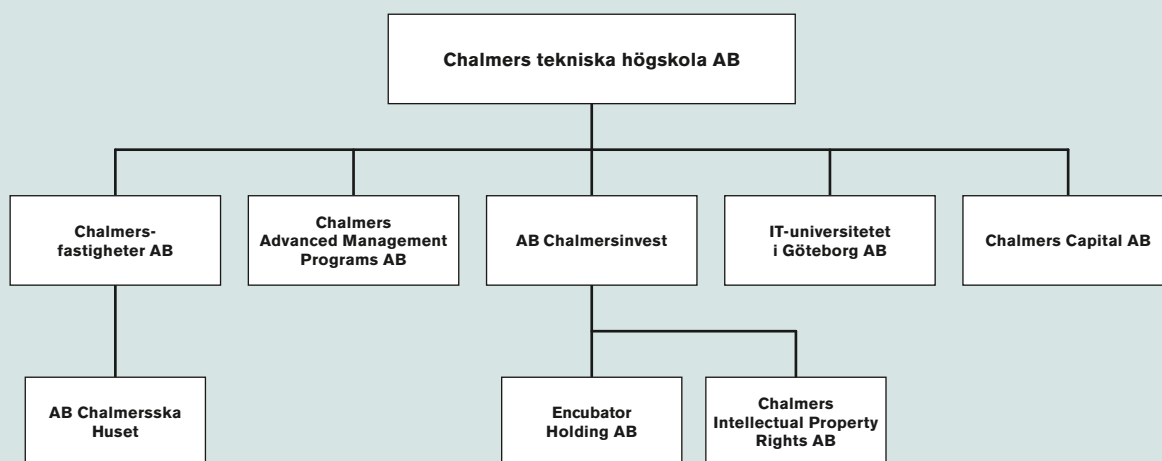 Chalmers tekniska högskola AB
Chalmers-
fastigheter AB
Chalmers
Advanced Management
Programs AB
AB Chalmersinvest
IT-universitetet
i Göteborg AB
Chalmers Capital AB
AB Chalmersska
Huset
Encubator
Holding AB
Chalmers
Intellectual Property
Rights AB